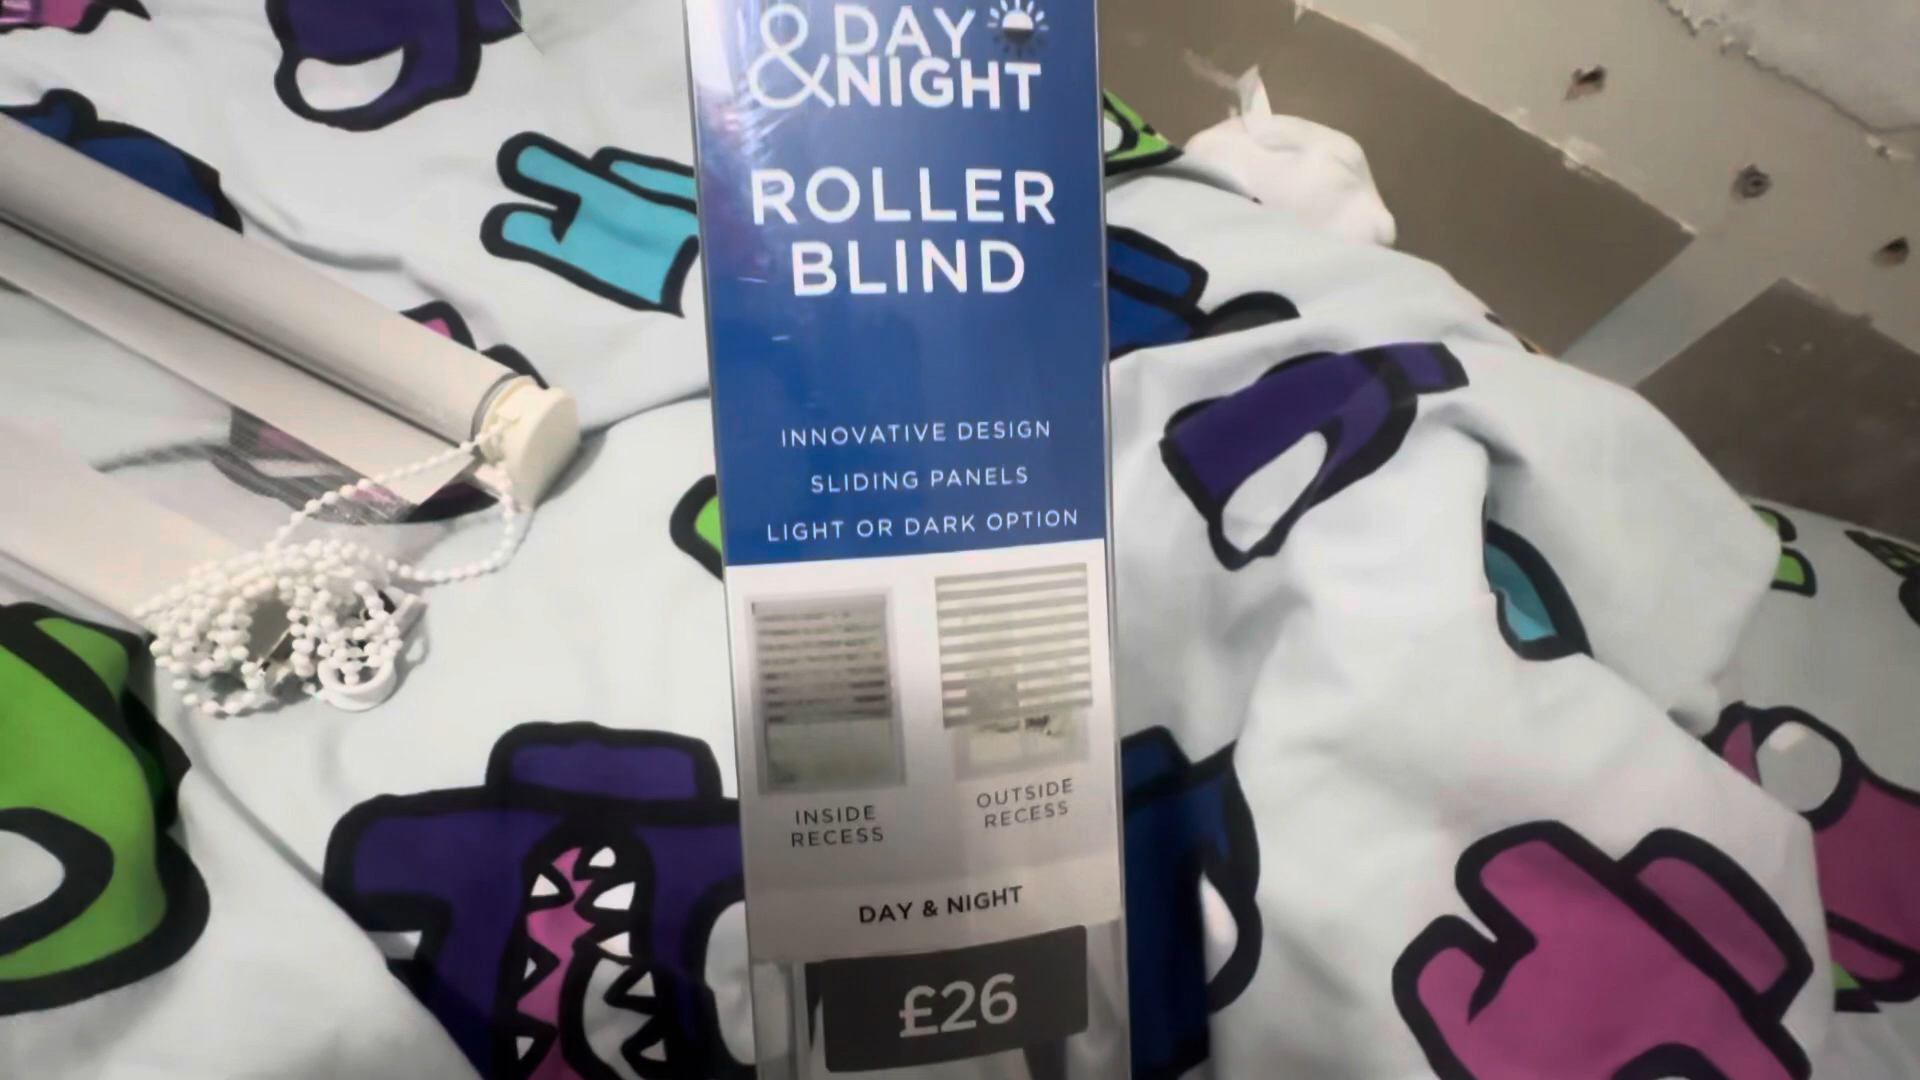 & DAY
NIGHT
ROLLER
BLIND
INNOVATIVE DESIGN
SLIDING PANELS
LIGHT OR DARK OPTION
INSIDE
RECESS
OUTSIDE
RECESS
DAY & NIGHT
£26